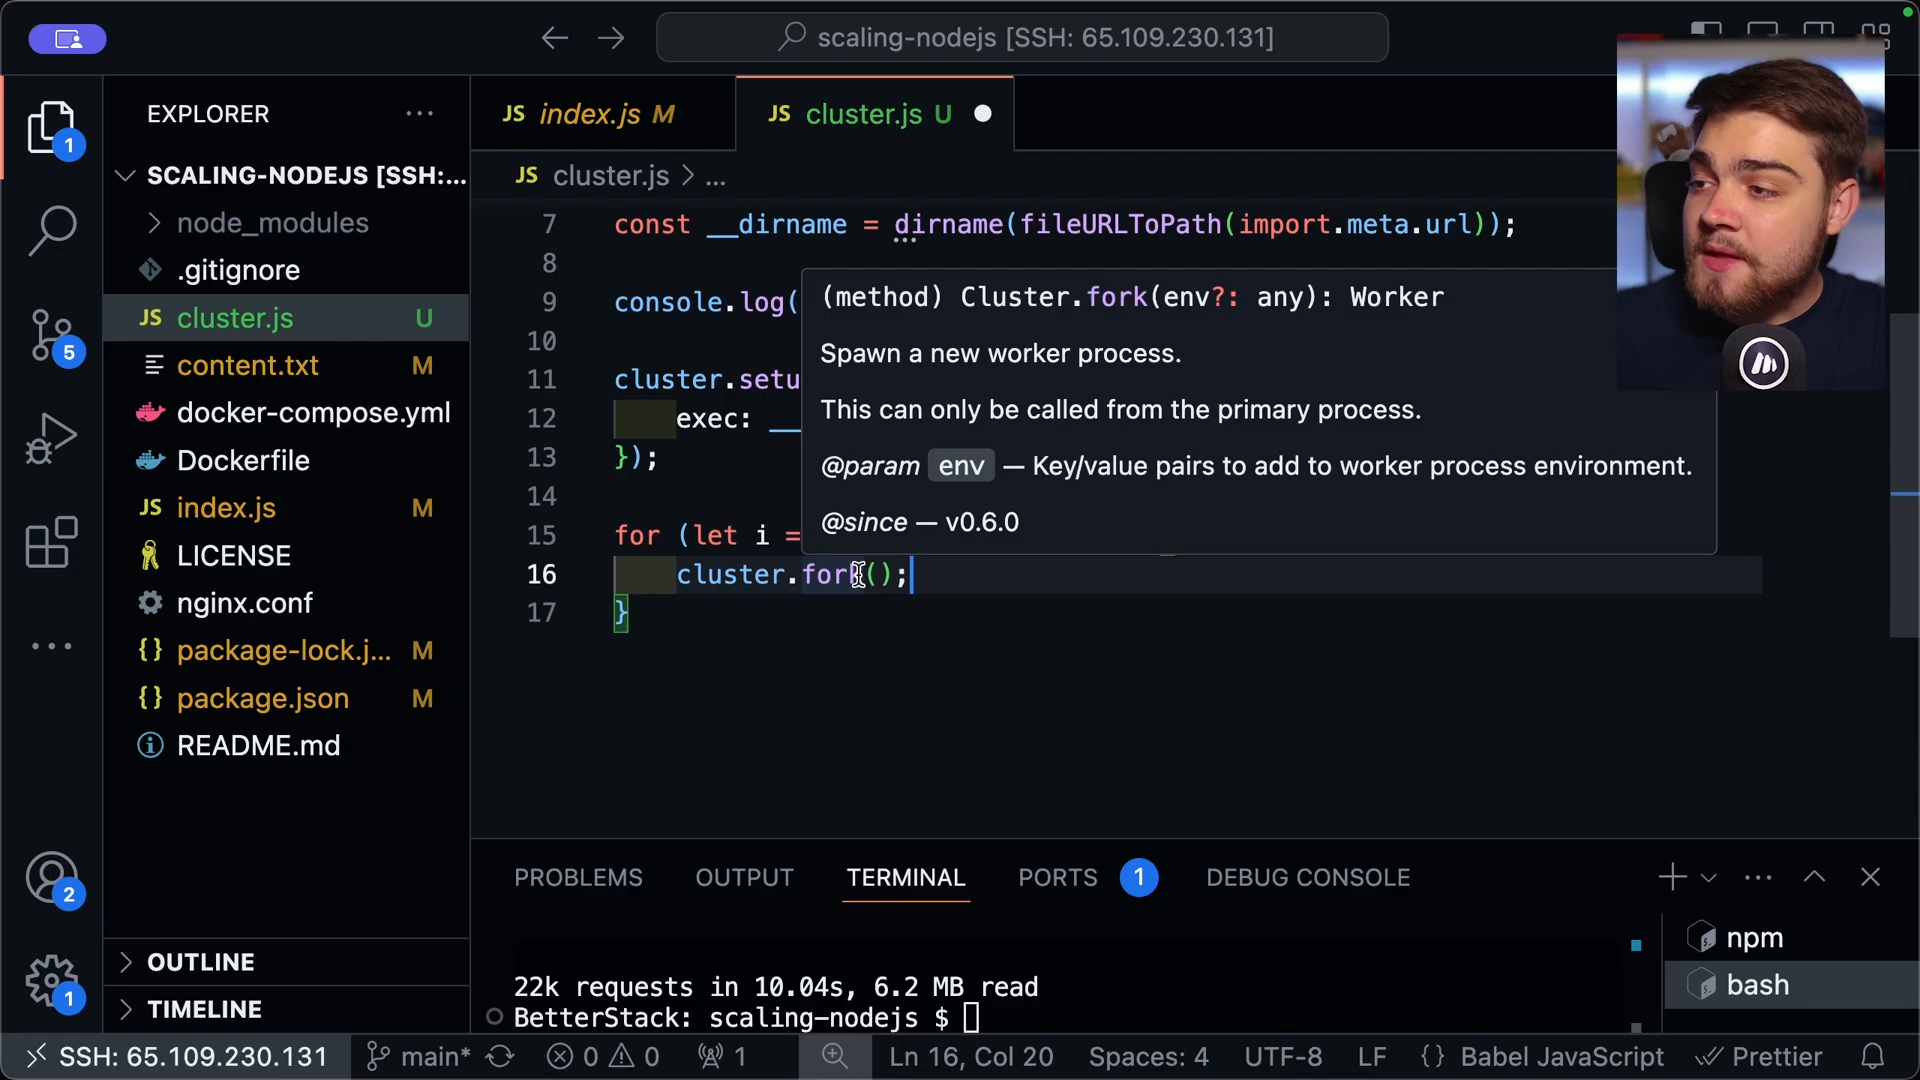 scaling-nodejs [SSH: 65.109.230.131]
EXPLORER
JS index.js M
JS cluster.js U
SCALING-NODEJS [SSH:...
node_modules
.gitignore
JS cluster.js U
content.txt M
docker-compose.yml
Dockerfile
JS index.js M
LICENSE
nginx.conf
{} package-lock.j... M
{} package.json M
README.md
OUTLINE
TIMELINE
1
5
2
1
JS cluster.js > ...
7 const __dirname = dirname(fileURLToPath(import.meta.url));
8
9 console.log(
10
11 cluster.setu
12 exec: __
13 });
14
15 for (let i =
16 cluster.fork();
17 }
(method) Cluster.fork(env?: any): Worker
Spawn a new worker process.
This can only be called from the primary process.
@param env — Key/value pairs to add to worker process environment.
@since — v0.6.0
PROBLEMS OUTPUT TERMINAL PORTS 1 DEBUG CONSOLE
22k requests in 10.04s, 6.2 MB read
BetterStack: scaling-nodejs $
npm
bash
SSH: 65.109.230.131 main* 0 0 1 Ln 16, Col 20 Spaces: 4 UTF-8 LF {} Babel JavaScript Prettier